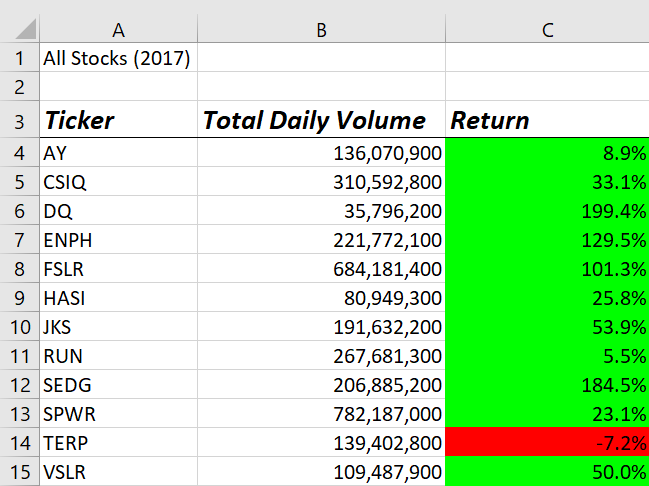 A B C
1 All Stocks (2017)
2
3 Ticker Total Daily Volume Return
4 AY 136,070,900 8.9%
5 CSIQ 310,592,800 33.1%
6 DQ 35,796,200 199.4%
7 ENPH 221,772,100 129.5%
8 FSLR 684,181,400 101.3%
9 HASI 80,949,300 25.8%
10 JKS 191,632,200 53.9%
11 RUN 267,681,300 5.5%
12 SEDG 206,885,200 184.5%
13 SPWR 782,187,000 23.1%
14 TERP 139,402,800 -7.2%
15 VSLR 109,487,900 50.0%